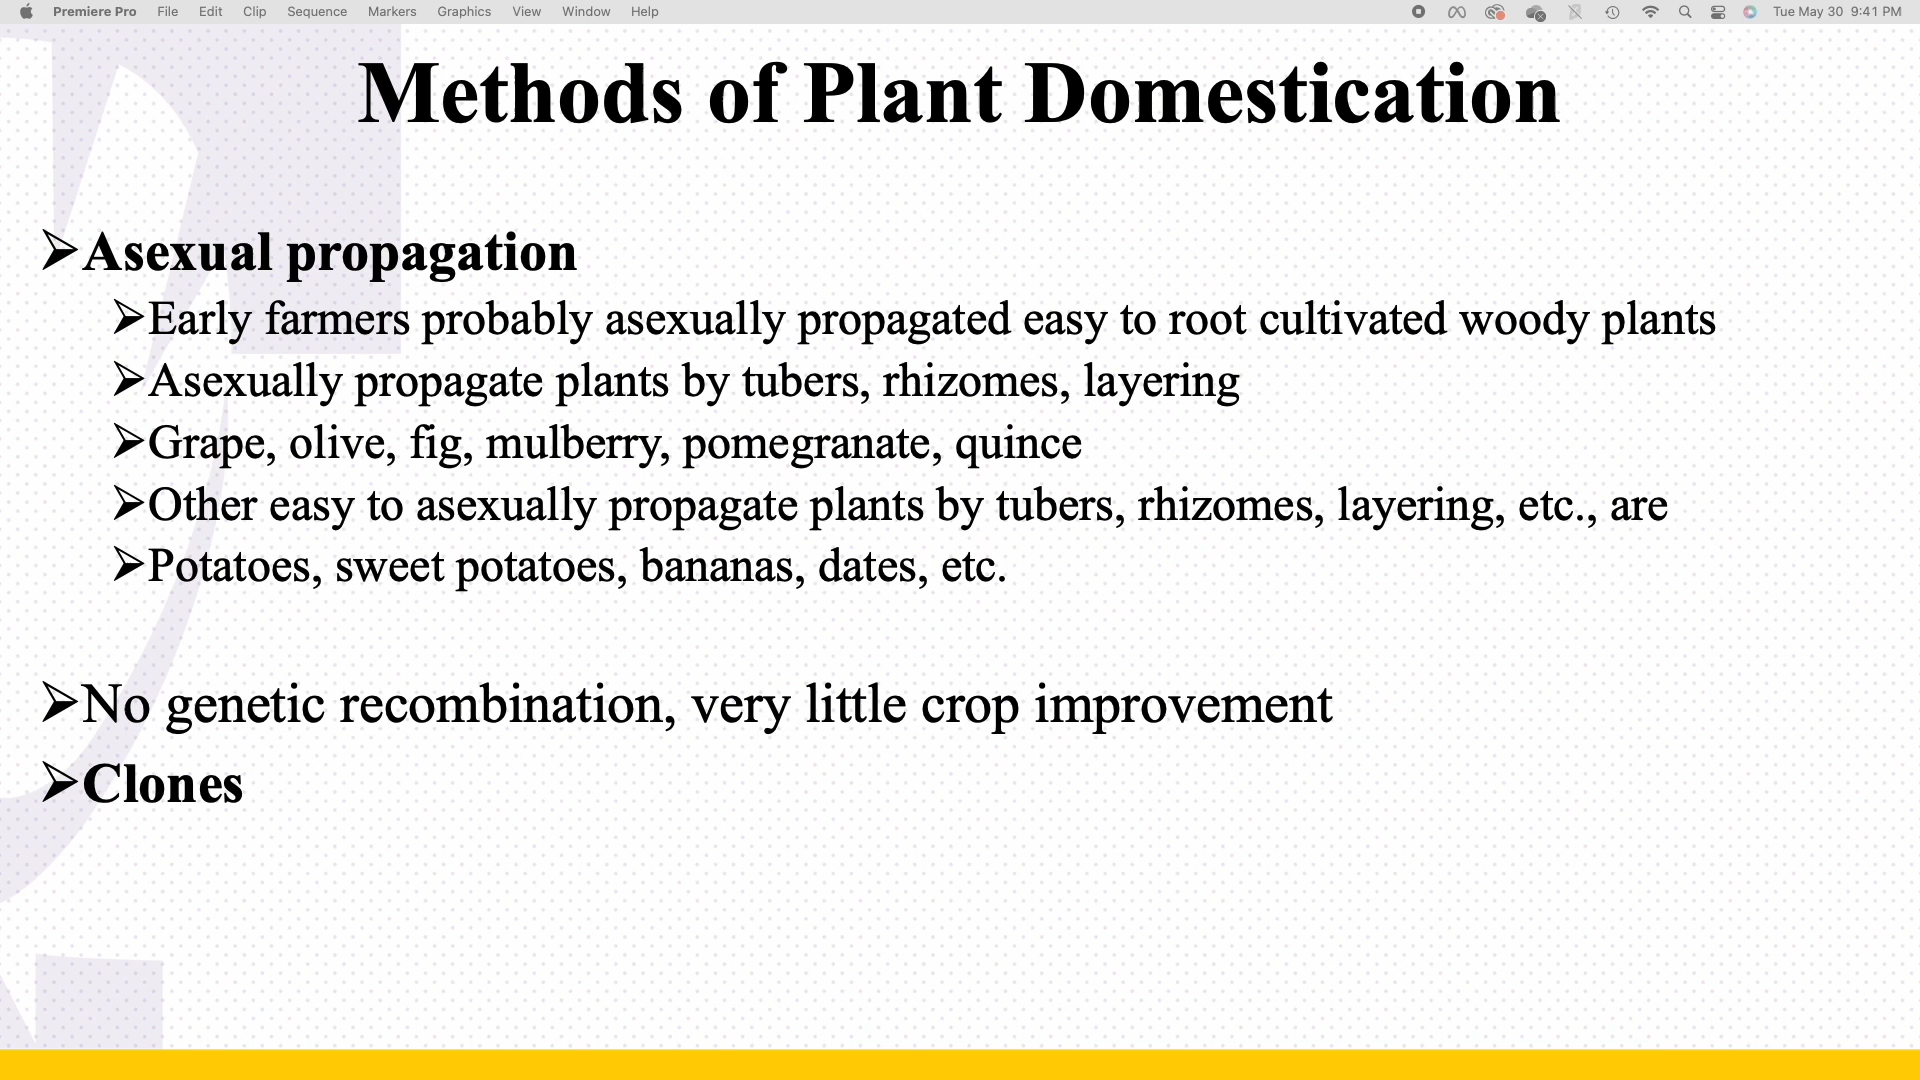 Premiere Pro File Edit Clip Sequence Markers Graphics View Window Help Tue May 30 9:41 PM
Methods of Plant Domestication
➢Asexual propagation
➢Early farmers probably asexually propagated easy to root cultivated woody plants
➢Asexually propagate plants by tubers, rhizomes, layering
➢Grape, olive, fig, mulberry, pomegranate, quince
➢Other easy to asexually propagate plants by tubers, rhizomes, layering, etc., are
➢Potatoes, sweet potatoes, bananas, dates, etc.
➢No genetic recombination, very little crop improvement
➢Clones